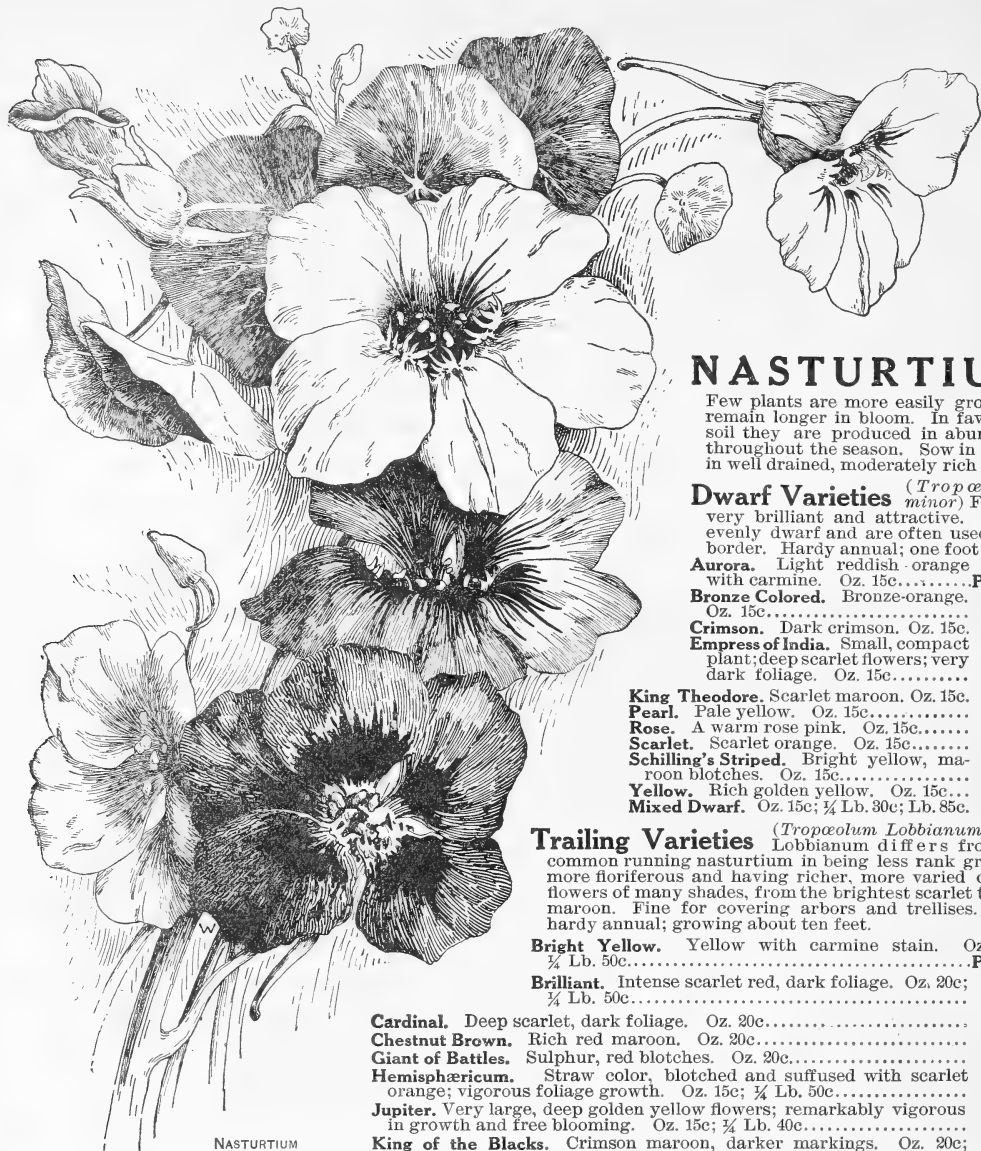 NASTURTIU
Few plants are more easily gro
remain longer in bloom. In fav
soil they are produced in abun
throughout the season. Sow in
in well drained, moderately rich
Dwarf Varieties (Tropœ
minor) F
very brilliant and attractive.
evenly dwarf and are often used
border. Hardy annual; one foot
Aurora. Light reddish orange
with carmine. Oz. 15c..........P
Bronze Colored. Bronze-orange.
Oz. 15c..............................
Crimson. Dark crimson. Oz. 15c.
Empress of India. Small, compact
plant; deep scarlet flowers; very
dark foliage. Oz. 15c..........
King Theodore. Scarlet maroon. Oz. 15c.
Pearl. Pale yellow. Oz. 15c.............
Rose. A warm rose pink. Oz. 15c.......
Scarlet. Scarlet orange. Oz. 15c........
Schilling's Striped. Bright yellow, ma-
roon blotches. Oz. 15c................
Yellow. Rich golden yellow. Oz. 15c...
Mixed Dwarf. Oz. 15c; ¼ Lb. 30c; Lb. 85c.
Trailing Varieties (Tropœolum Lobbianum
Lobbianum differs fro
common running nasturtium in being less rank gr
more floriferous and having richer, more varied c
flowers of many shades, from the brightest scarlet t
maroon. Fine for covering arbors and trellises.
hardy annual; growing about ten feet.
Bright Yellow. Yellow with carmine stain. Oz
¼ Lb. 50c............................................P
Brilliant. Intense scarlet red, dark foliage. Oz. 20c;
¼ Lb. 50c............................................
Cardinal. Deep scarlet, dark foliage. Oz. 20c..........................
Chestnut Brown. Rich red maroon. Oz. 20c...........................
Giant of Battles. Sulphur, red blotches. Oz. 20c......................
Hemisphæricum. Straw color, blotched and suffused with scarlet
orange; vigorous foliage growth. Oz. 15c; ¼ Lb. 50c.................
Jupiter. Very large, deep golden yellow flowers; remarkably vigorous
in growth and free blooming. Oz. 15c; ¼ Lb. 40c.....................
King of the Blacks. Crimson maroon, darker markings. Oz. 20c;
W
NASTURTIUM